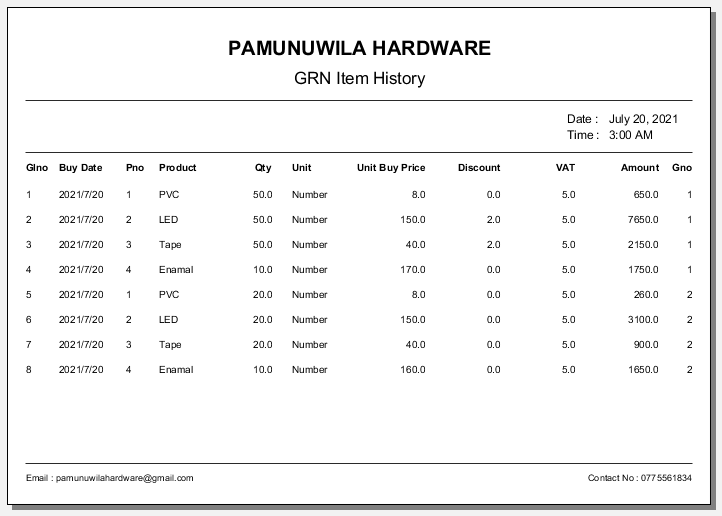 PAMUNUWILA HARDWARE
GRN Item History
Date : July 20, 2021
Time : 3:00 AM
Glno Buy Date Pno Product Qty Unit Unit Buy Price Discount VAT Amount Gno
1 2021/7/20 1 PVC 50.0 Number 8.0 0.0 5.0 650.0 1
2 2021/7/20 2 LED 50.0 Number 150.0 2.0 5.0 7650.0 1
3 2021/7/20 3 Tape 50.0 Number 40.0 2.0 5.0 2150.0 1
4 2021/7/20 4 Enamal 10.0 Number 170.0 0.0 5.0 1750.0 1
5 2021/7/20 1 PVC 20.0 Number 8.0 0.0 5.0 260.0 2
6 2021/7/20 2 LED 20.0 Number 150.0 0.0 5.0 3100.0 2
7 2021/7/20 3 Tape 20.0 Number 40.0 0.0 5.0 900.0 2
8 2021/7/20 4 Enamal 10.0 Number 160.0 0.0 5.0 1650.0 2
Email : pamunuwilahardware@gmail.com Contact No : 0775561834